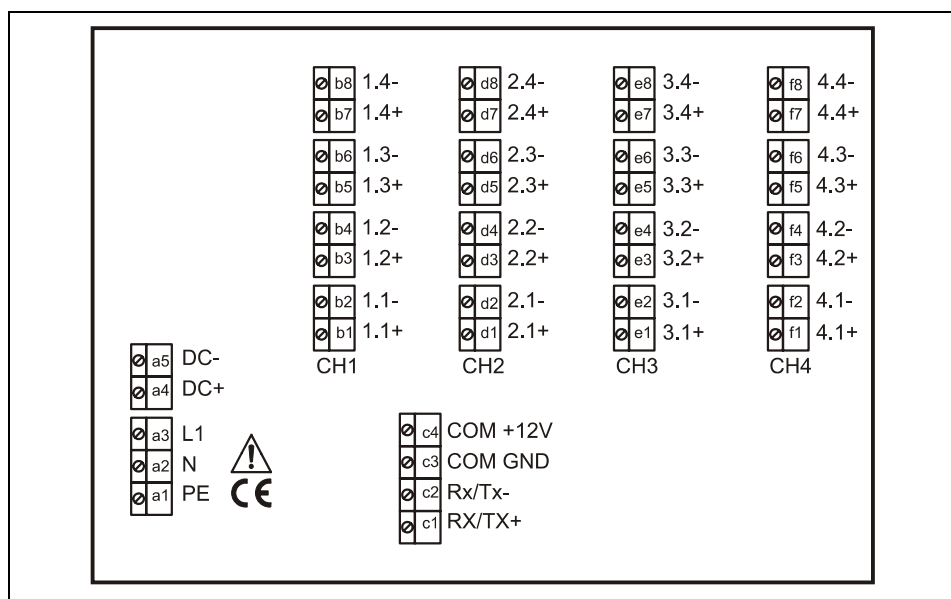 b8 1.4- d8 2.4- e8 3.4- f8 4.4-
b7 1.4+ d7 2.4+ e7 3.4+ f7 4.4+
b6 1.3- d6 2.3- e6 3.3- f6 4.3-
b5 1.3+ d5 2.3+ e5 3.3+ f5 4.3+
b4 1.2- d4 2.2- e4 3.2- f4 4.2-
b3 1.2+ d3 2.2+ e3 3.2+ f3 4.2+
b2 1.1- d2 2.1- e2 3.1- f2 4.1-
b1 1.1+ d1 2.1+ e1 3.1+ f1 4.1+
CH1 CH2 CH3 CH4
a5 DC-
a4 DC+
a3 L1
a2 N
a1 PE
CE
c4 COM +12V
c3 COM GND
c2 Rx/Tx-
c1 RX/TX+